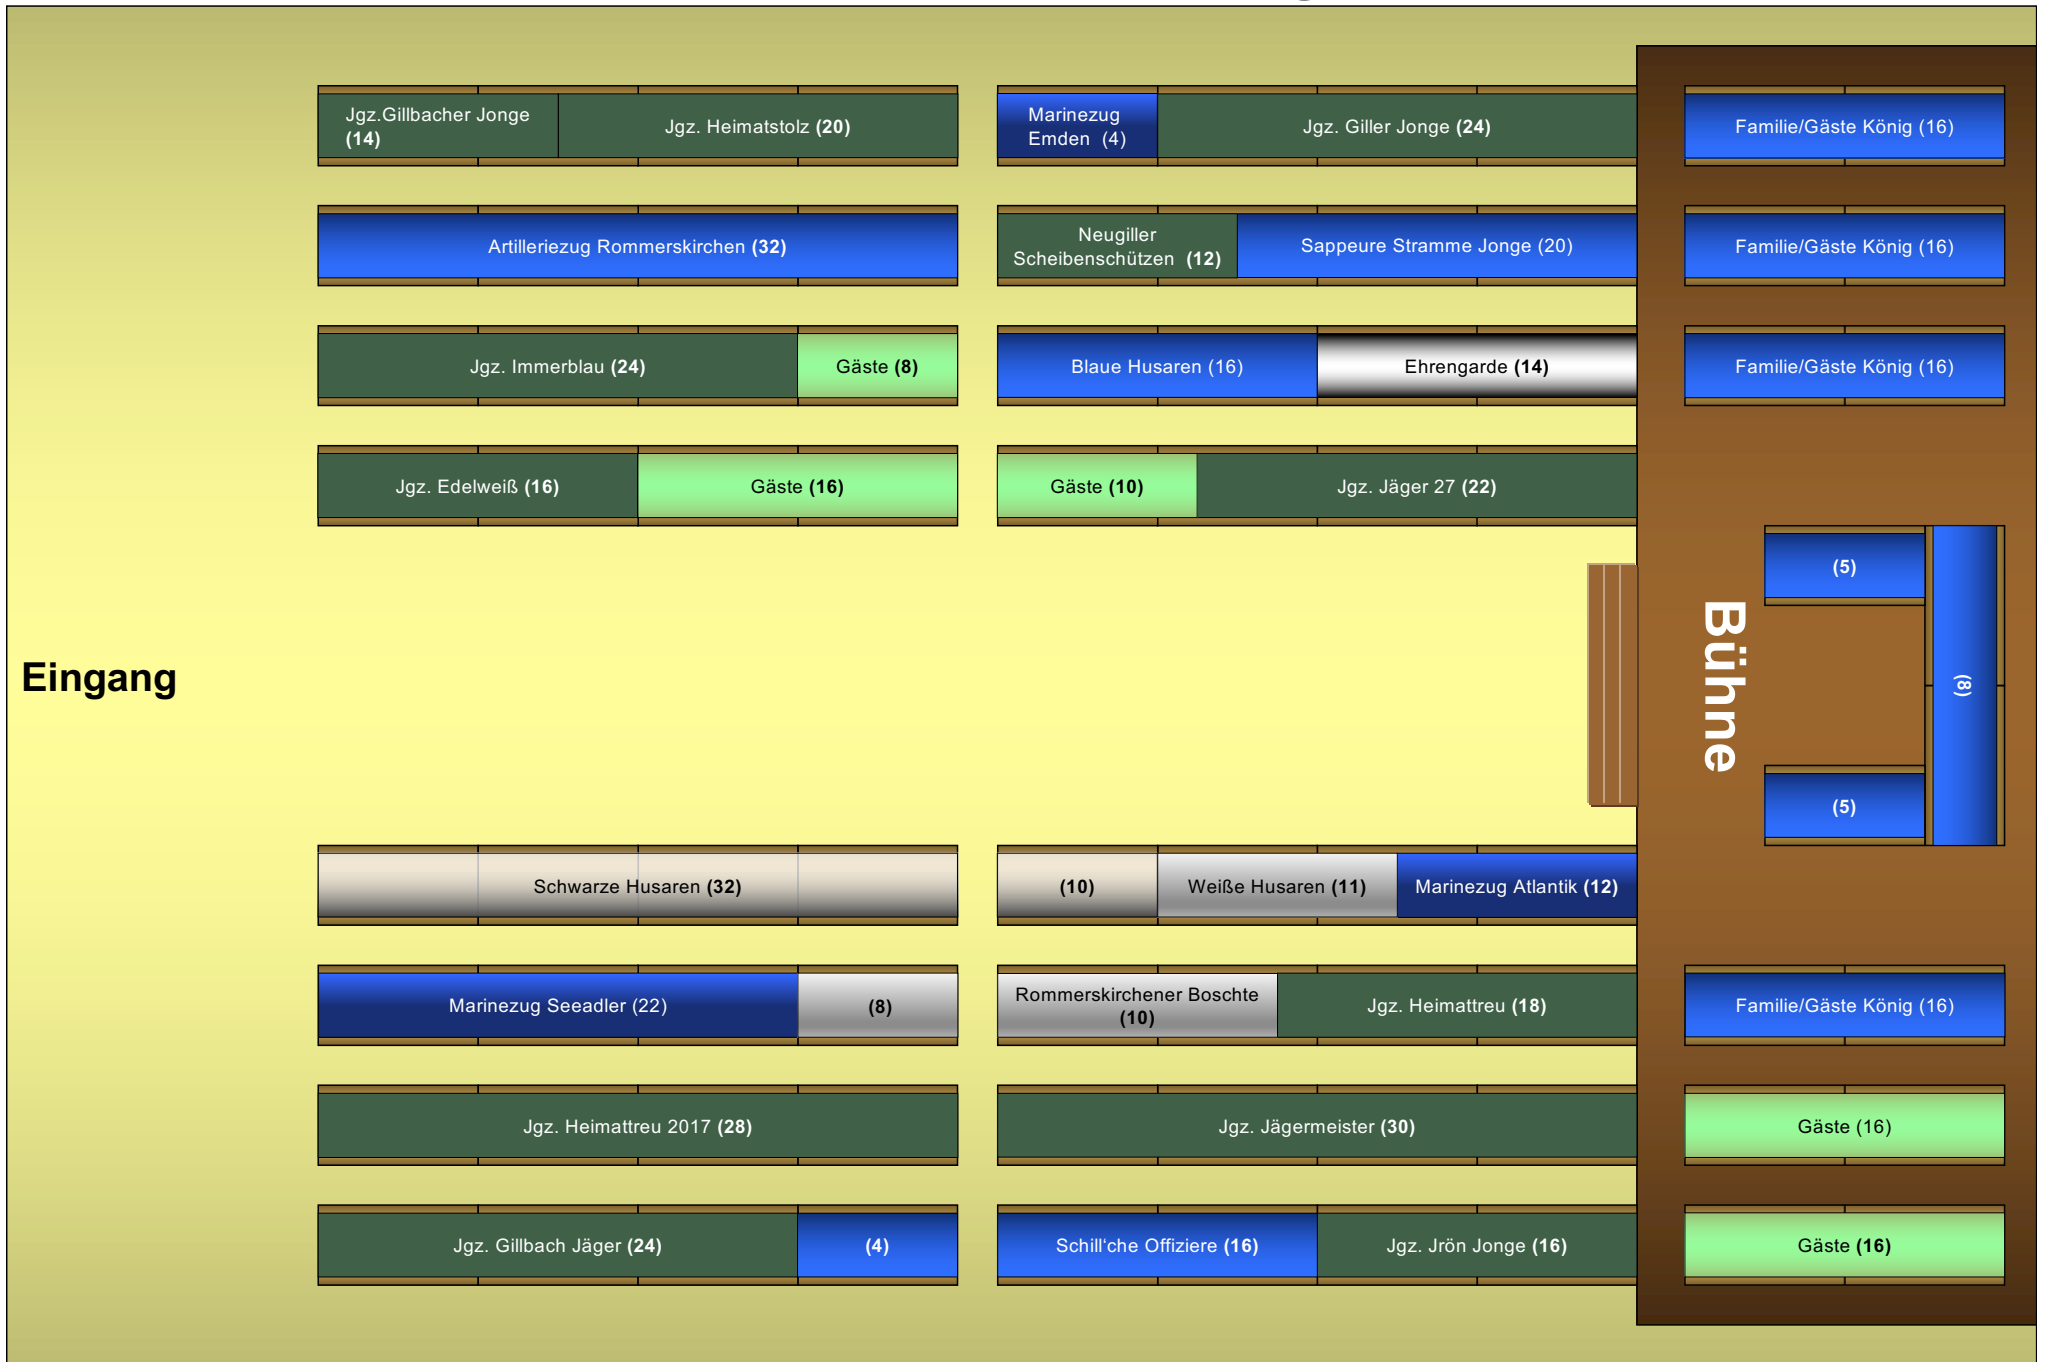 Jgz.Gillbacher Jonge
(14)
Jgz. Heimatstolz (20)
Marinezug
Emden (4)
Jgz. Giller Jonge (24)
Familie/Gäste König (16)
Artilleriezug Rommerskirchen (32)
Neugiller
Scheibenschützen (12)
Sappeure Stramme Jonge (20)
Familie/Gäste König (16)
Jgz. Immerblau (24)
Gäste (8)
Blaue Husaren (16)
Ehrengarde (14)
Familie/Gäste König (16)
Jgz. Edelweiß (16)
Gäste (16)
Gäste (10)
Jgz. Jäger 27 (22)
(5)
Eingang
Bühne
(8)
(5)
Schwarze Husaren (32)
(10)
Weiße Husaren (11)
Marinezug Atlantik (12)
Marinezug Seeadler (22)
(8)
Rommerskirchener Boschte
(10)
Jgz. Heimattreu (18)
Familie/Gäste König (16)
Jgz. Heimattreu 2017 (28)
Jgz. Jägermeister (30)
Gäste (16)
Jgz. Gillbach Jäger (24)
(4)
Schill‘che Offiziere (16)
Jgz. Jrön Jonge (16)
Gäste (16)